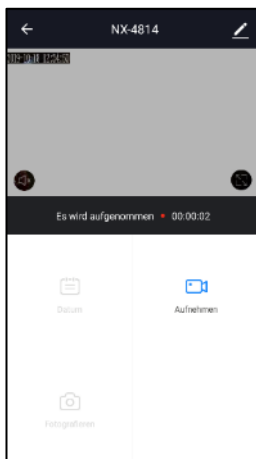 NX-4814
Es wird aufgenommen • 00:00:02
Datum
Aufnehmen
Fotografieren